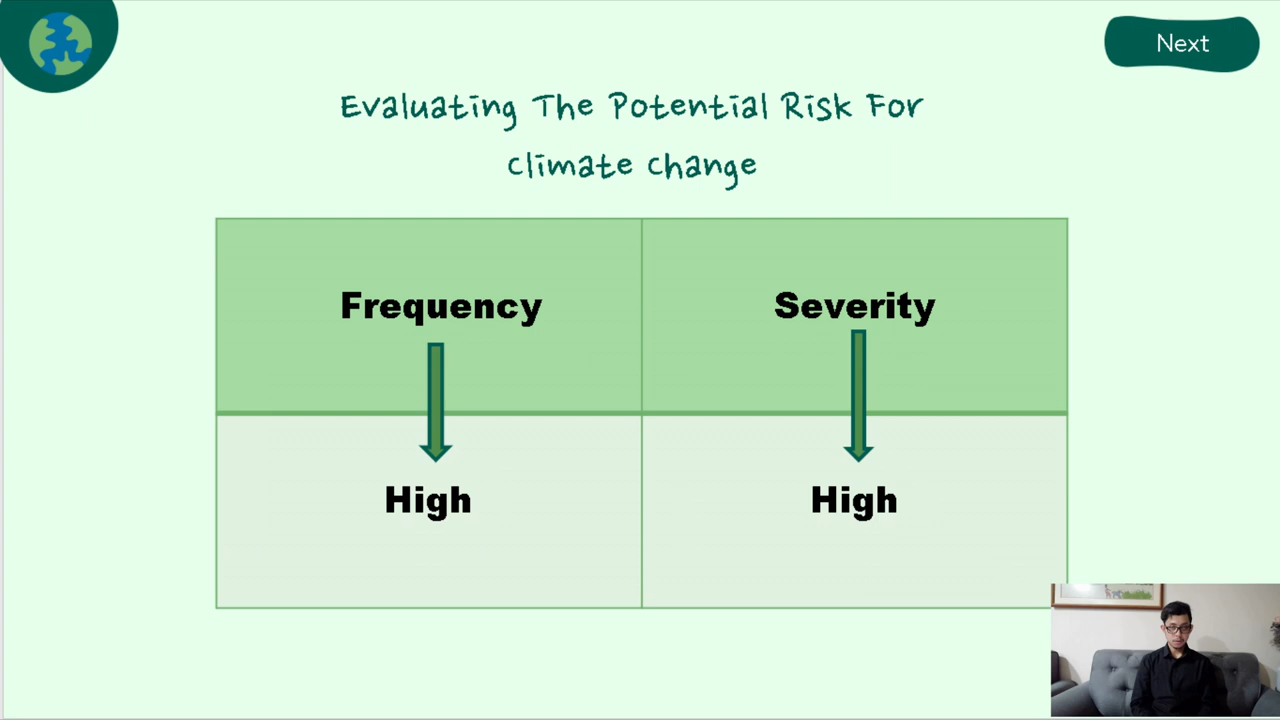 Next
Evaluating The Potential Risk For
Climate Change
Frequency
Severity
High
High